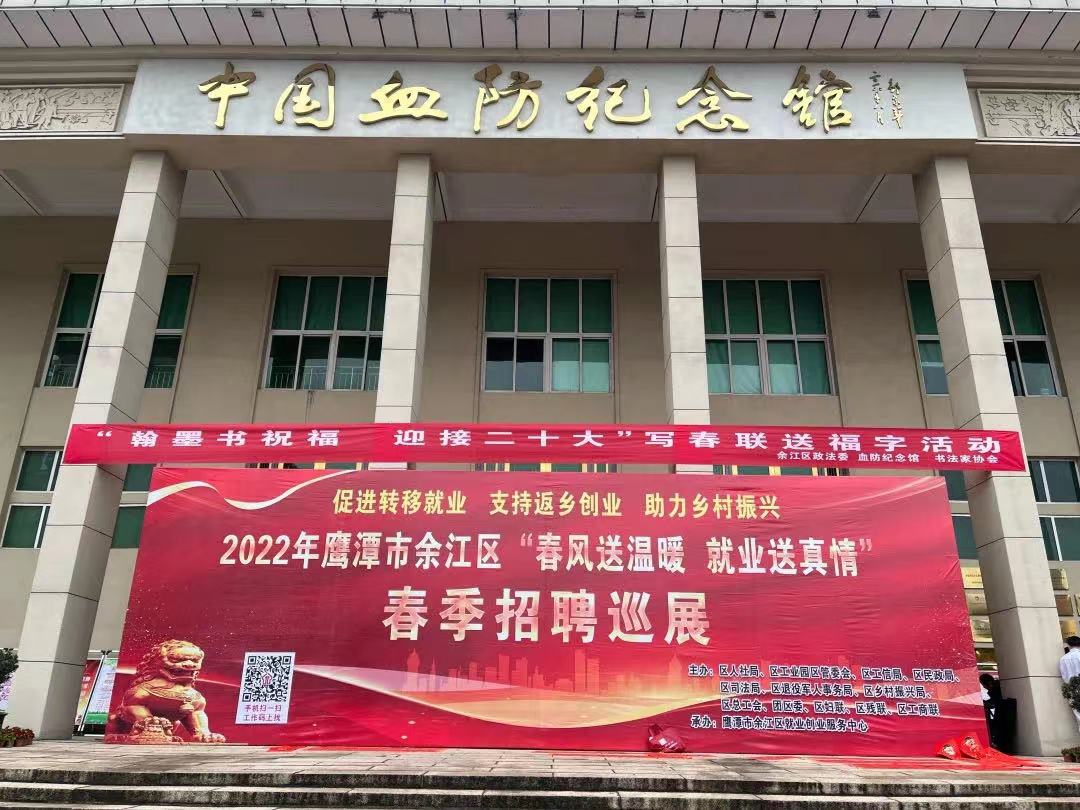 中国血防纪念馆
“翰墨书祝福 迎接二十大”写春联送福字活动
余江区政法委 血防纪念馆 书法家协会
促进转移就业 支持返乡创业 助力乡村振兴
2022年鹰潭市余江区“春风送温暖 就业送真情”
春季招聘巡展
手机扫一扫
工作码上找
主办：区人社局、区工业园区管委会、区工信局、区民政局、
区司法局、区退役军人事务局、区乡村振兴局、
区总工会、团区委、区妇联、区残联、区工商联
承办：鹰潭市余江区就业创业服务中心